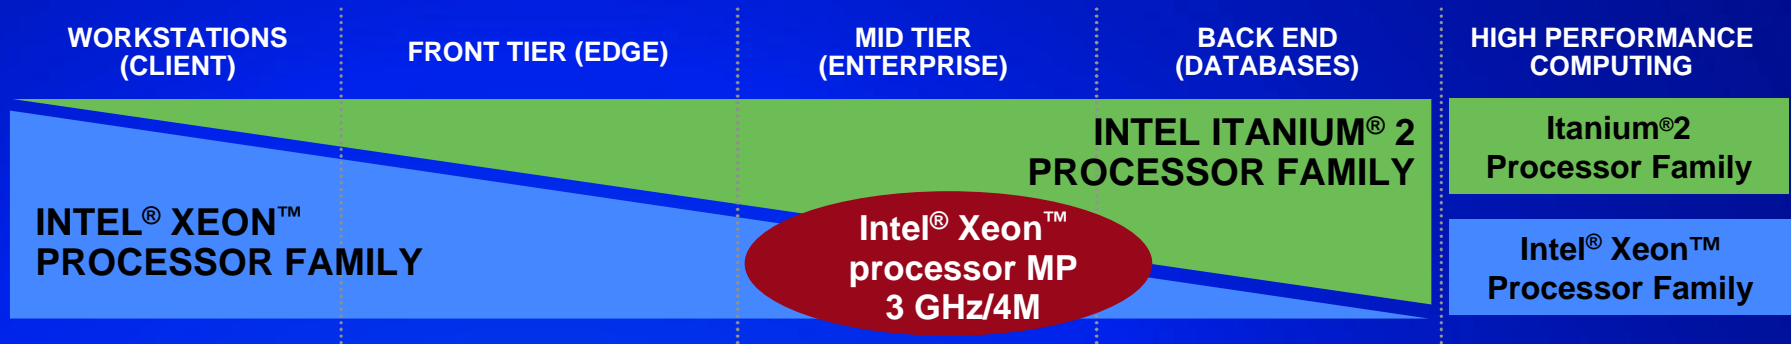 WORKSTATIONS
(CLIENT)
FRONT TIER (EDGE)
MID TIER
(ENTERPRISE)
BACK END
(DATABASES)
HIGH PERFORMANCE
COMPUTING
INTEL ITANIUM® 2
PROCESSOR FAMILY
INTEL® XEON™
PROCESSOR FAMILY
Intel® Xeon™
processor MP
3 GHz/4M
Itanium®2
Processor Family
Intel® Xeon™
Processor Family